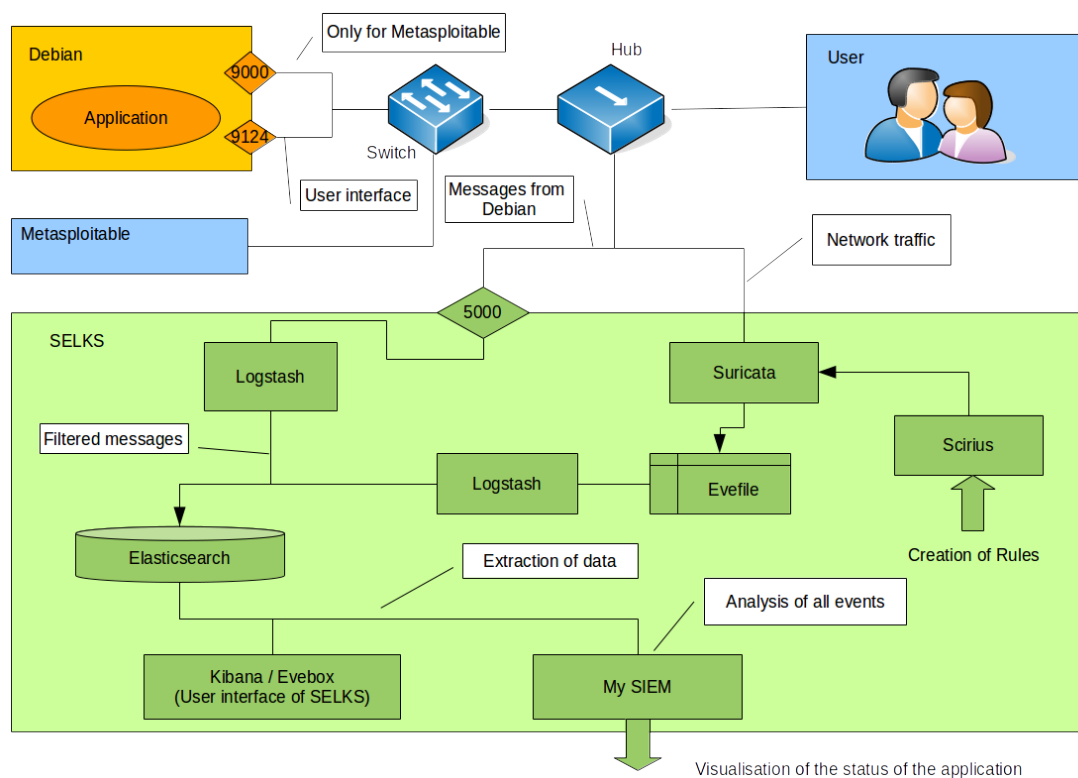 Only for Metasploitable
Hub
Debian
9000
User
Application
9124
Switch
User interface
Messages from
Debian
Metasploitable
Network traffic
5000
SELKS
Logstash
Suricata
Filtered messages
Scirius
Logstash
Evefile
Elasticsearch
Creation of Rules
Extraction of data
Analysis of all events
Kibana / Evebox
(User interface of SELKS)
My SIEM
Visualisation of the status of the application